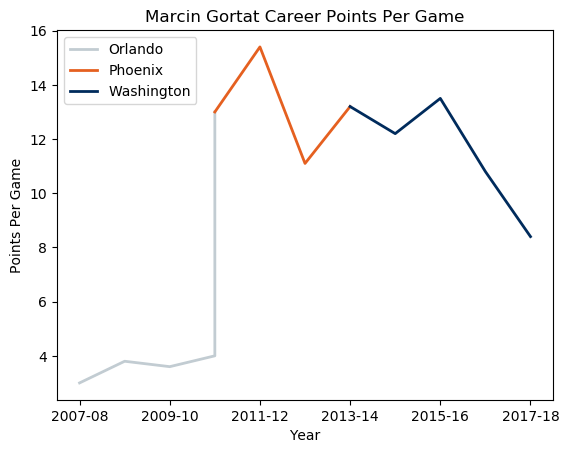 Marcin Gortat Career Points Per Game
Orlando
Phoenix
Washington
Points Per Game
16
14
12
10
8
6
4
2007-08
2009-10
2011-12
2013-14
2015-16
2017-18
Year